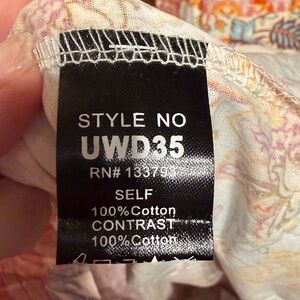 STYLE NO
UWD35
RN# 133793
SELF
100%Cotton
CONTRAST
100%Cotton